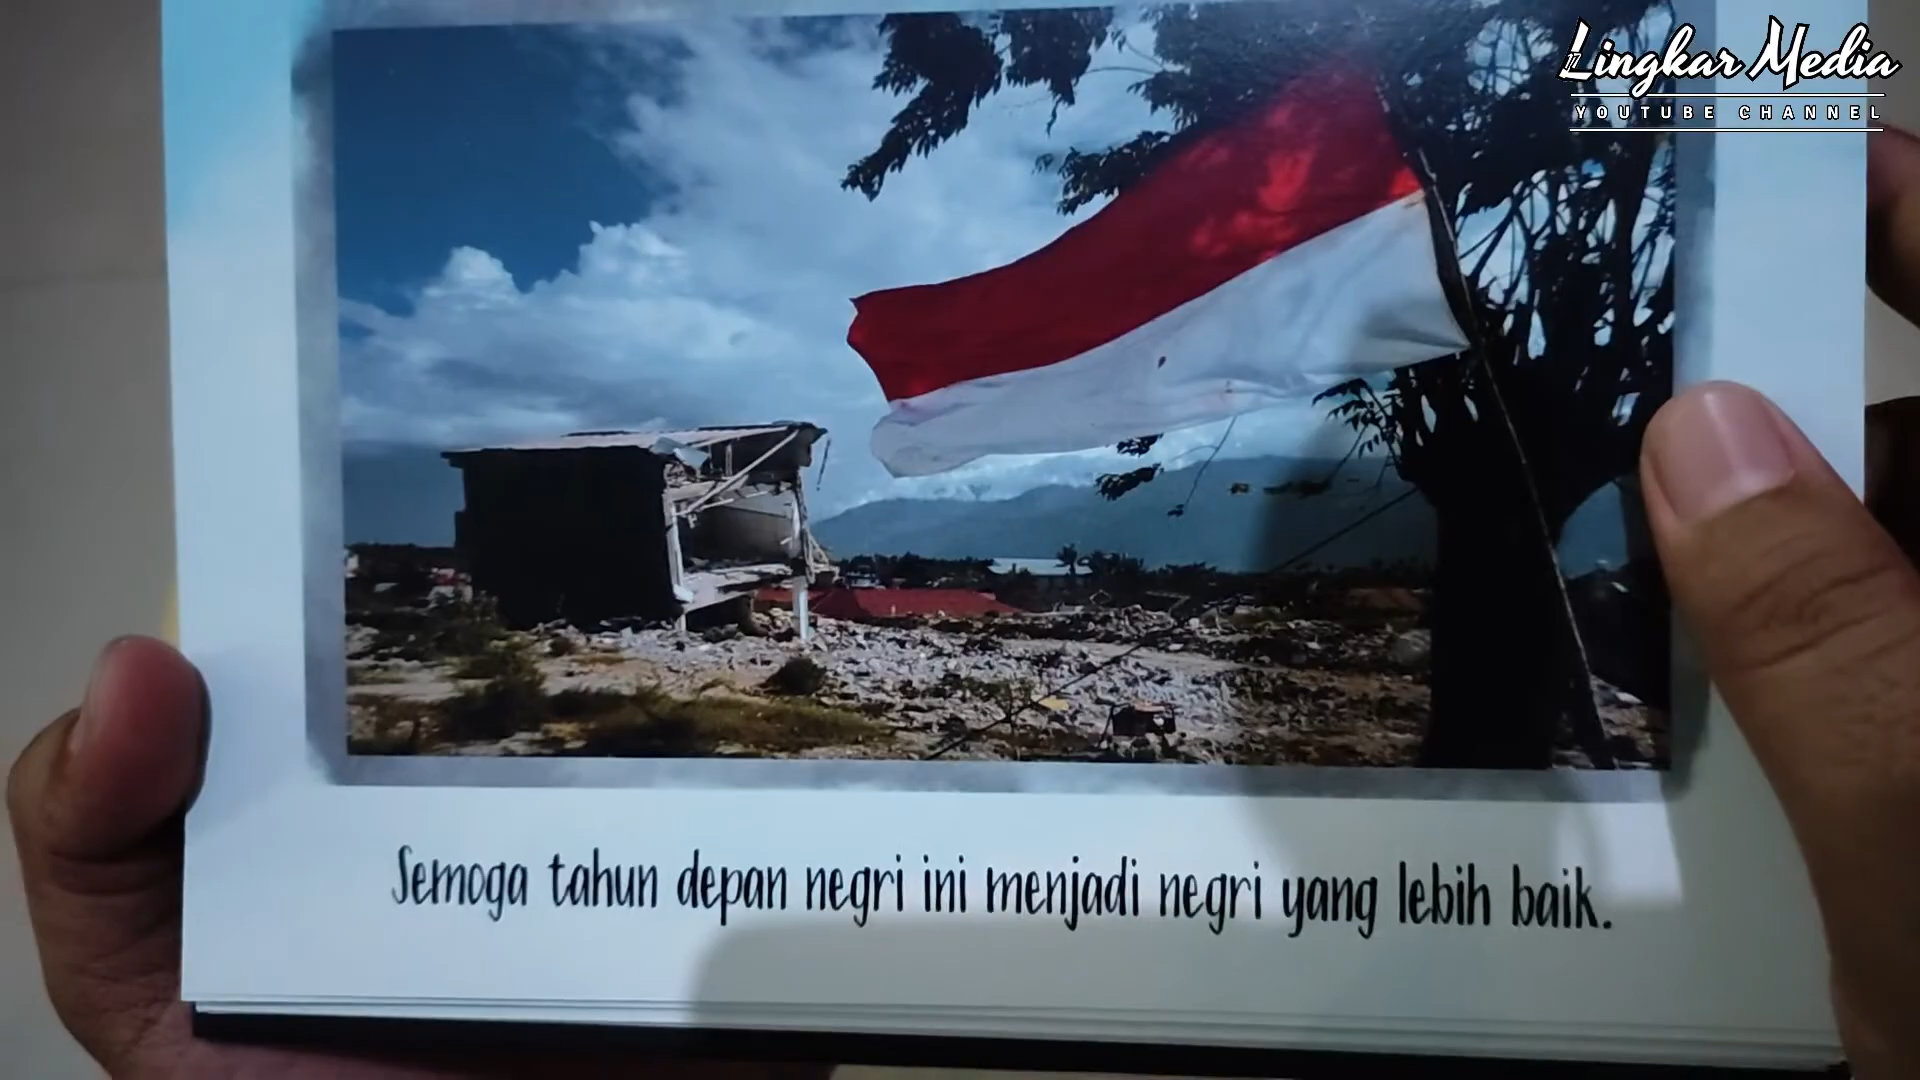 Lingkar Media
YOUTUBE CHANNEL
Semoga tahun depan negri ini menjadi negri yang lebih baik.